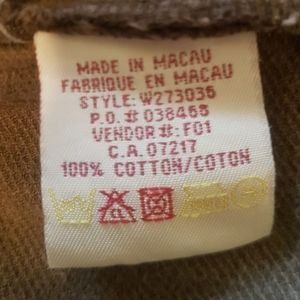 MADE IN MACAU
FABRIQUE EN MACAU
STYLE: W273036
P.O.# 038468
VENDOR #: F01
C.A. 07217
100% COTTON/COTON